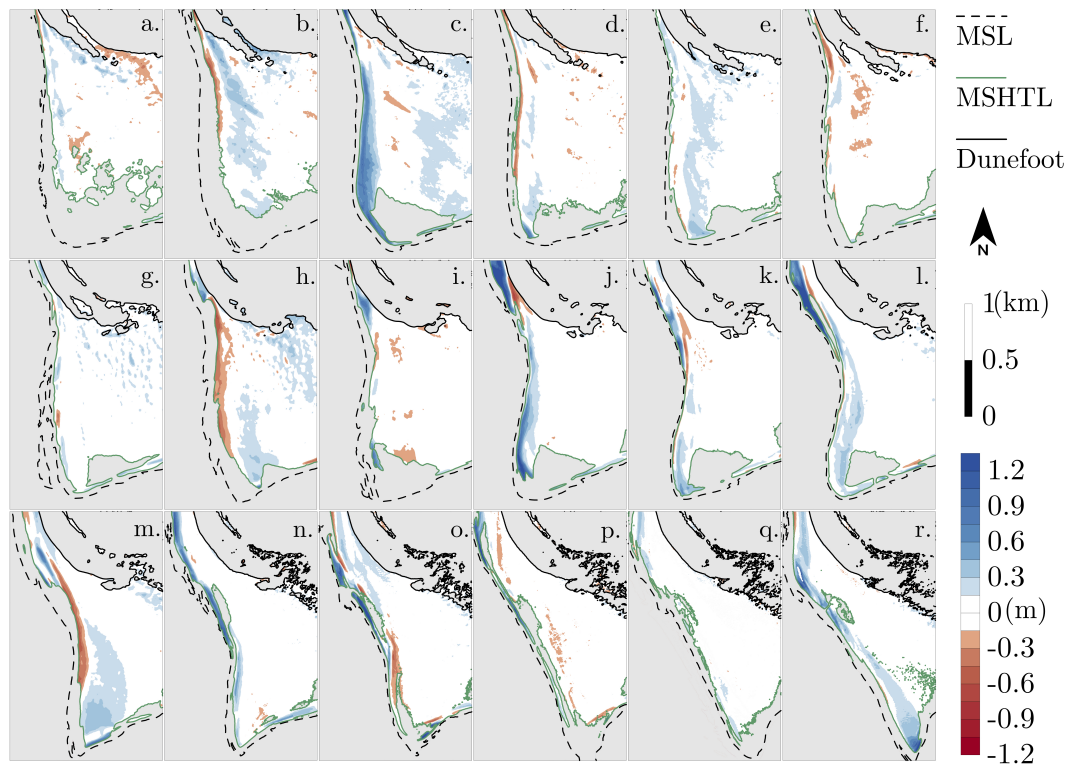 a.
b.
c.
d.
e.
f.
g.
h.
i.
j.
k.
l.
m.
n.
o.
p.
q.
r.
MSL
MSHTL
Dunefoot
N
1(km)
0.5
0
1.2
0.9
0.6
0.3
0(m)
-0.3
-0.6
-0.9
-1.2